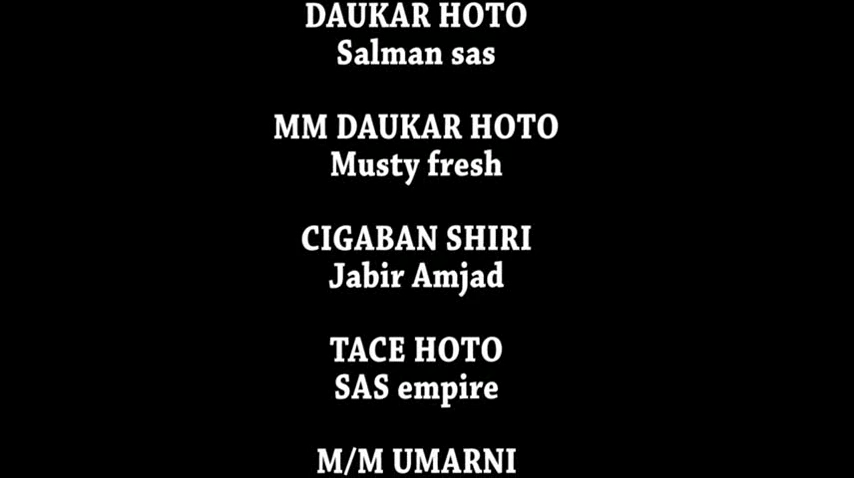 DAUKAR HOTO
Salman sas
MM DAUKAR HOTO
Musty fresh
CIGABAN SHIRI
Jabir Amjad
TACE HOTO
SAS empire
M/M UMARNI